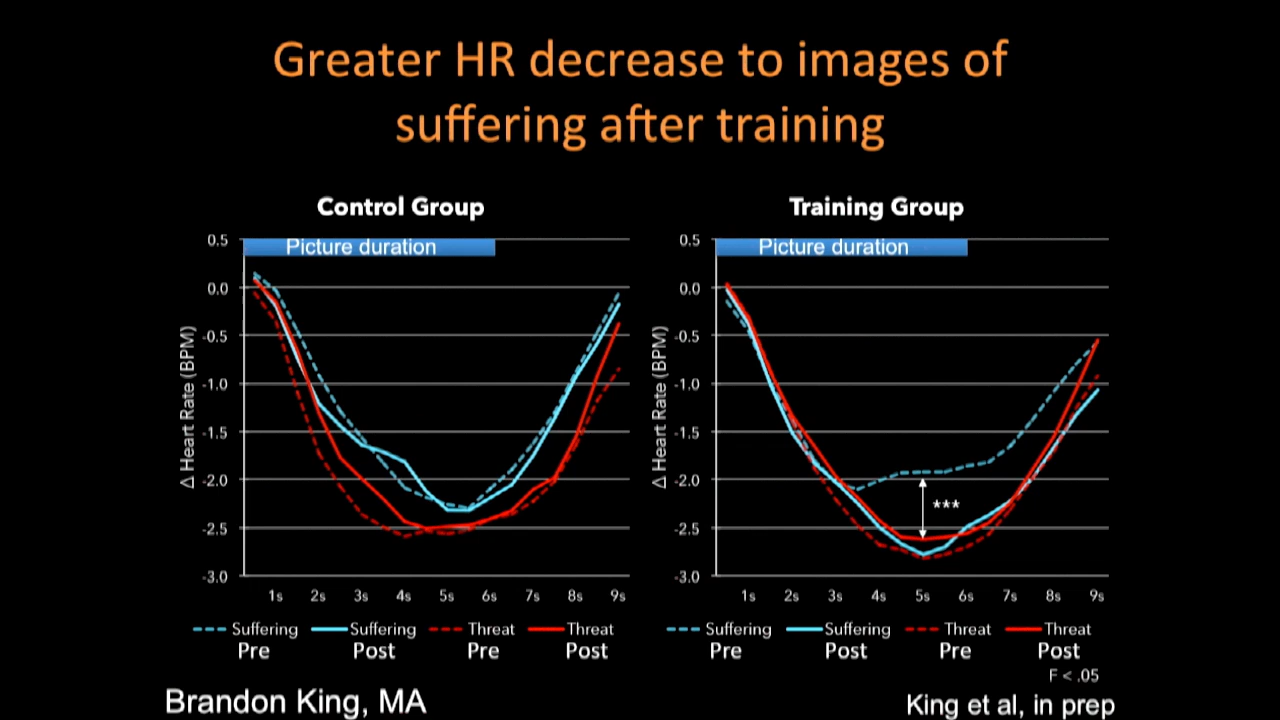 Greater HR decrease to images of
suffering after training
Control Group
Picture duration
Δ Heart Rate (BPM)
0.5
0.0
-0.5
-1.0
-1.5
-2.0
-2.5
-3.0
1s 2s 3s 4s 5s 6s 7s 8s 9s
Suffering Suffering Threat Threat
Pre Post Pre Post
Training Group
Picture duration
Δ Heart Rate (BPM)
0.5
0.0
-0.5
-1.0
-1.5
-2.0
-2.5
-3.0
***
1s 2s 3s 4s 5s 6s 7s 8s 9s
Suffering Suffering Threat Threat
Pre Post Pre Post
F < .05
Brandon King, MA
King et al, in prep